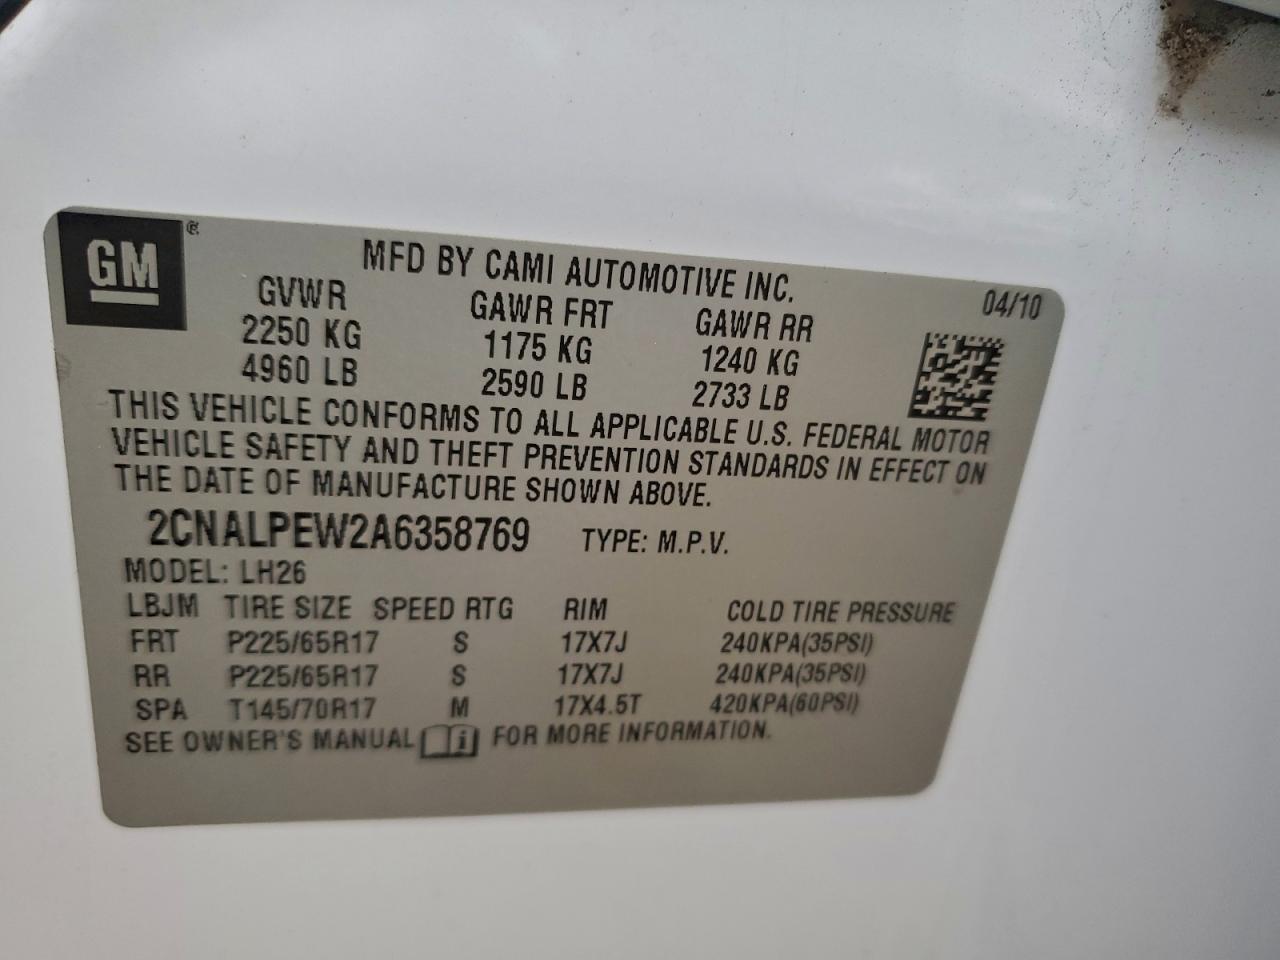 GM
MFD BY CAMI AUTOMOTIVE INC.
04/10
GVWR GAWR FRT GAWR RR
2250 KG 1175 KG 1240 KG
4960 LB 2590 LB 2733 LB
THIS VEHICLE CONFORMS TO ALL APPLICABLE U.S. FEDERAL MOTOR
VEHICLE SAFETY AND THEFT PREVENTION STANDARDS IN EFFECT ON
THE DATE OF MANUFACTURE SHOWN ABOVE.
2CNALPEW2A6358769 TYPE: M.P.V.
MODEL: LH26
LBJM TIRE SIZE SPEED RTG RIM COLD TIRE PRESSURE
FRT P225/65R17 S 17X7J 240KPA(35PSI)
RR P225/65R17 S 17X7J 240KPA(35PSI)
SPA T145/70R17 M 17X4.5T 420KPA(60PSI)
SEE OWNER'S MANUAL i FOR MORE INFORMATION.